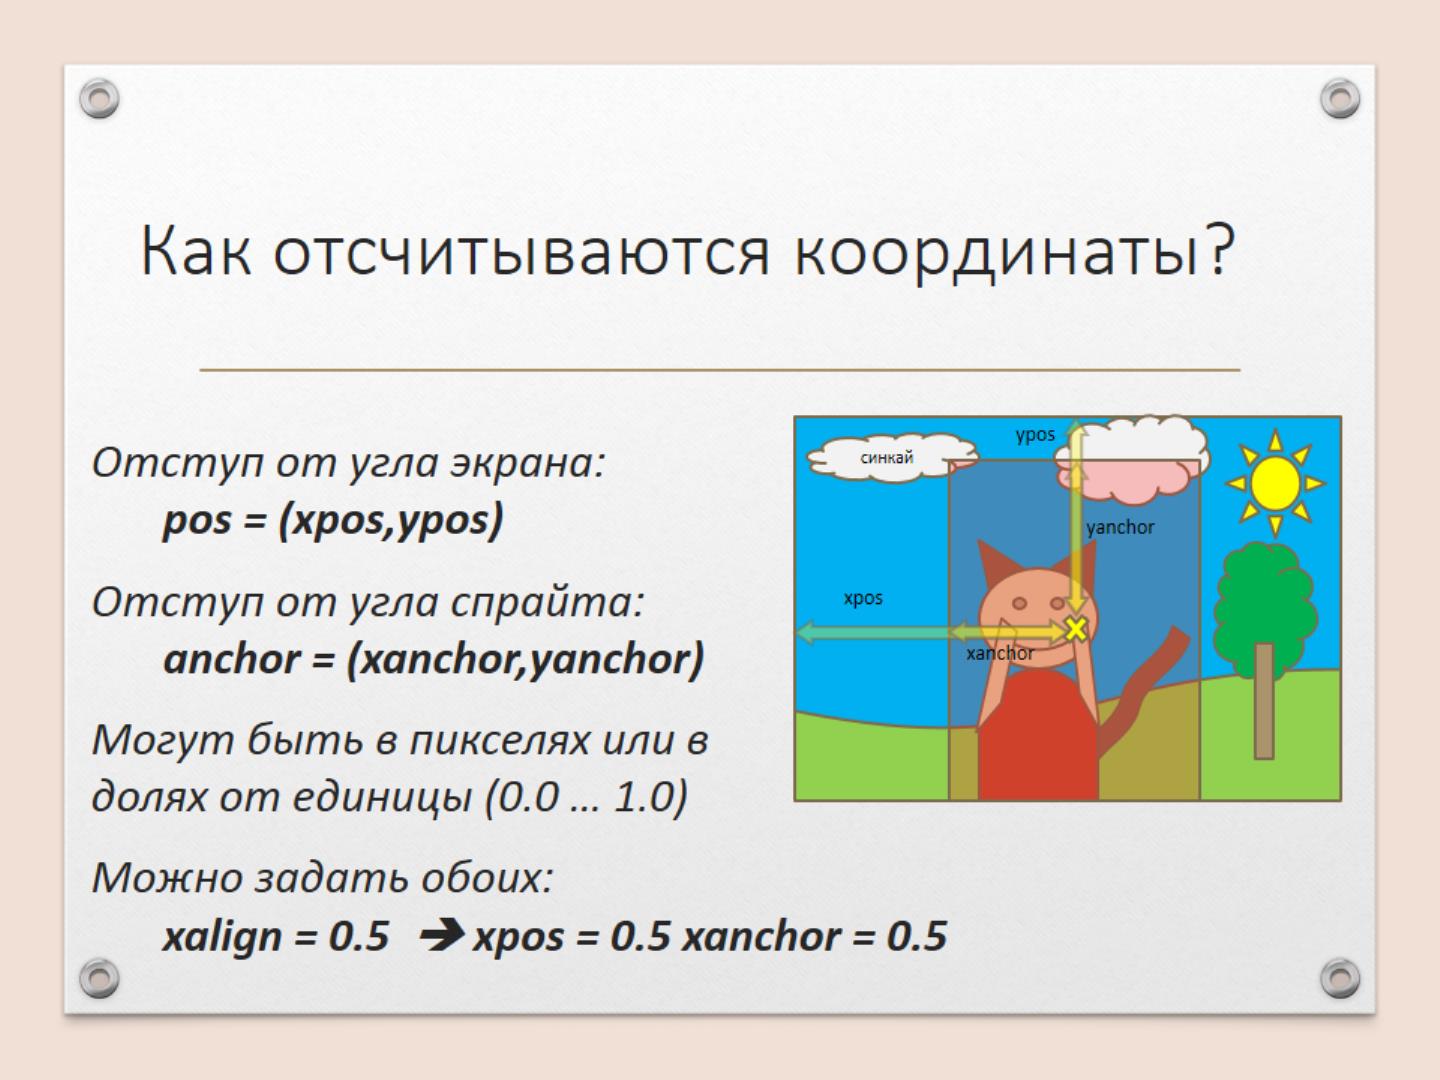 Как отсчитываются координаты?
Отступ от угла экрана:
pos = (xpos,ypos)
Отступ от угла спрайта:
anchor = (xanchor,yanchor)
Могут быть в пикселях или в
долях от единицы (0.0 … 1.0)
Можно задать обоих:
xalign = 0.5 ➔ xpos = 0.5 xanchor = 0.5
ypos
синкай
yanchor
xpos
xanchor